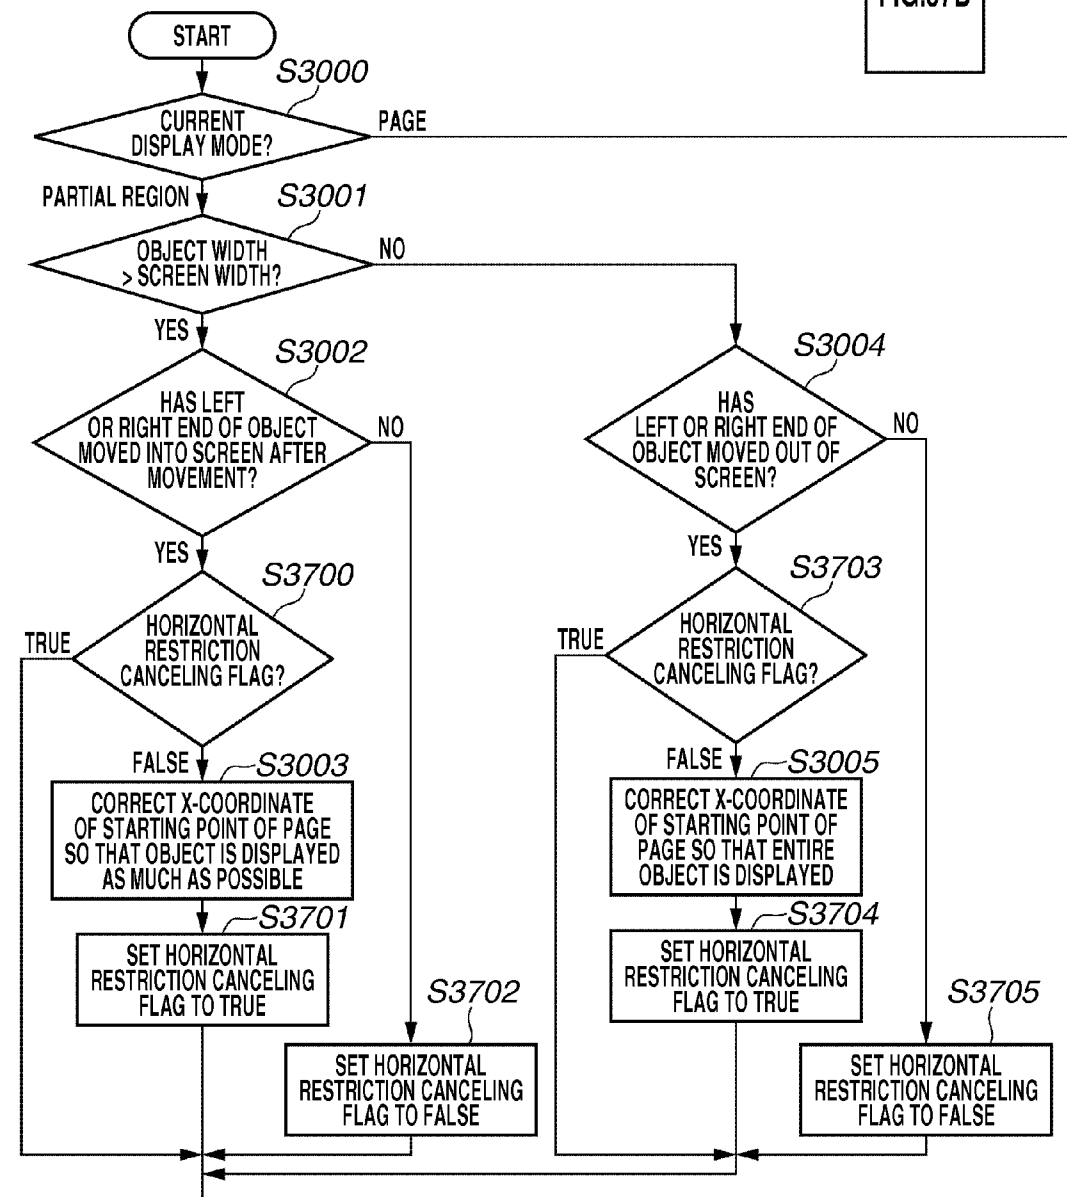 FIG.37B
START
S3000
CURRENT
DISPLAY MODE?
PAGE
PARTIAL REGION
S3001
OBJECT WIDTH
> SCREEN WIDTH?
NO
YES
S3002
HAS LEFT
OR RIGHT END OF OBJECT
MOVED INTO SCREEN AFTER
MOVEMENT?
NO
S3004
HAS
LEFT OR RIGHT END OF
OBJECT MOVED OUT OF
SCREEN?
NO
YES
S3700
HORIZONTAL
RESTRICTION
CANCELING FLAG?
TRUE
YES
S3703
HORIZONTAL
RESTRICTION
CANCELING FLAG?
TRUE
FALSE
S3003
CORRECT X-COORDINATE
OF STARTING POINT OF PAGE
SO THAT OBJECT IS DISPLAYED
AS MUCH AS POSSIBLE
FALSE
S3005
CORRECT X-COORDINATE
OF STARTING POINT OF
PAGE SO THAT ENTIRE
OBJECT IS DISPLAYED
S3701
SET HORIZONTAL
RESTRICTION CANCELING
FLAG TO TRUE
S3704
SET HORIZONTAL
RESTRICTION CANCELING
FLAG TO TRUE
S3702
SET HORIZONTAL
RESTRICTION CANCELING
FLAG TO FALSE
S3705
SET HORIZONTAL
RESTRICTION CANCELING
FLAG TO FALSE